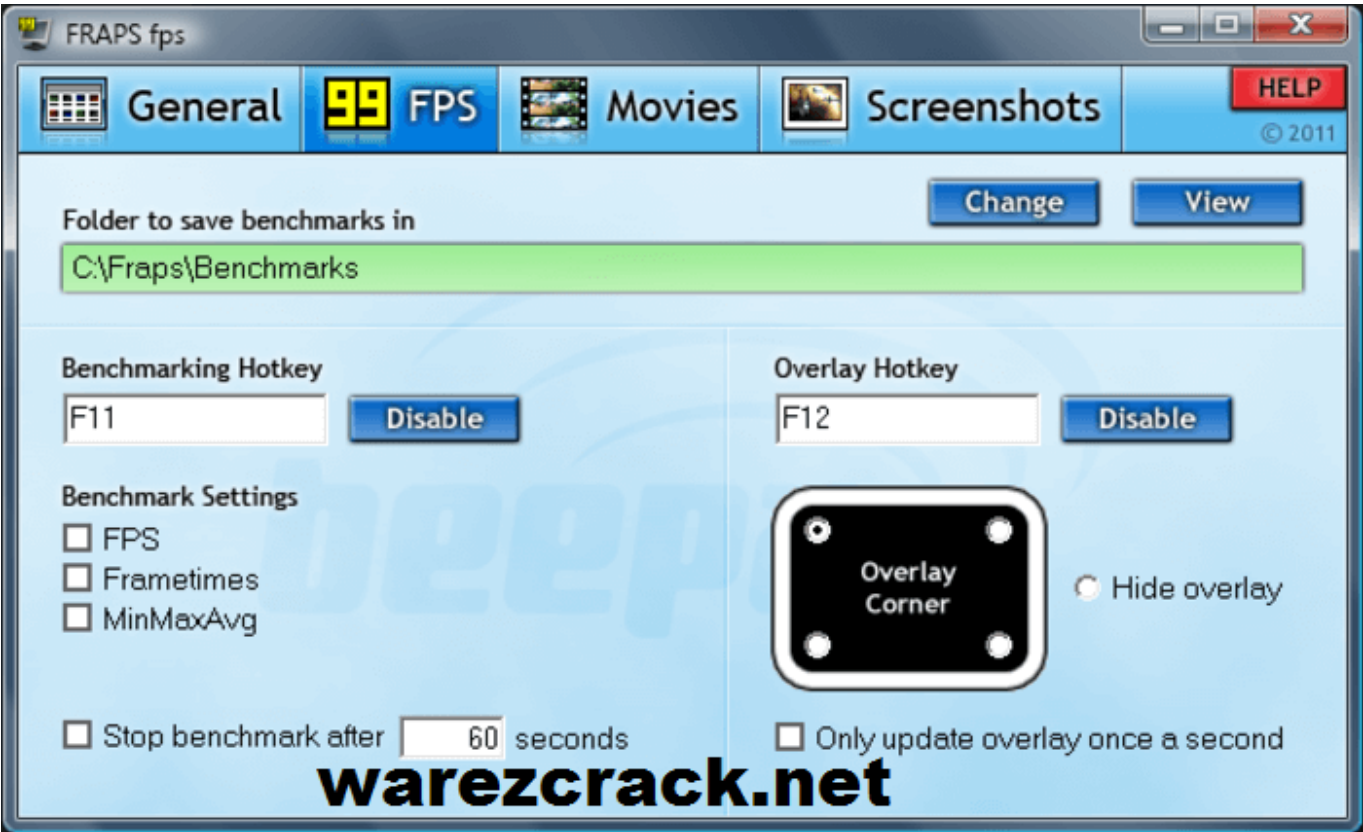 FRAPS fps
General 99 FPS Movies Screenshots HELP
© 2011
Change View
Folder to save benchmarks in
C:\Fraps\Benchmarks
Benchmarking Hotkey Overlay Hotkey
F11 Disable F12 Disable
Benchmark Settings
FPS
Frametimes
MinMaxAvg
Overlay
Corner
Hide overlay
Stop benchmark after 60 seconds
Only update overlay once a second
warezcrack.net